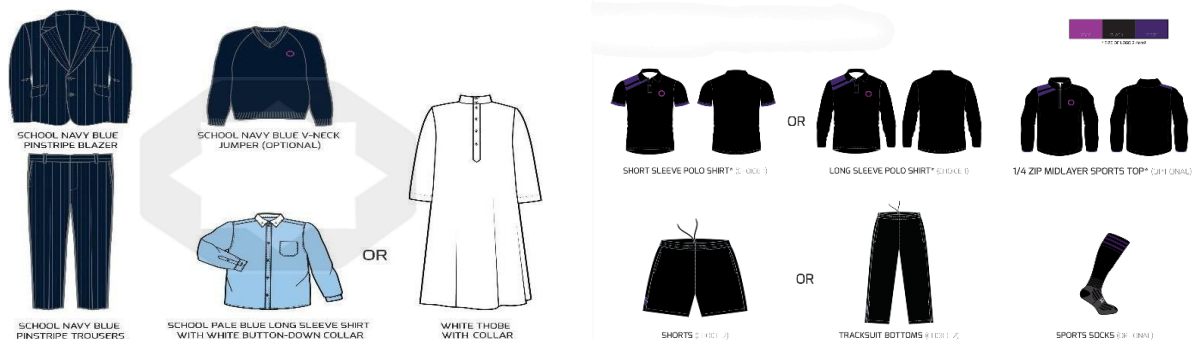 SCHOOL NAVY BLUE
PINSTRIPE BLAZER
SCHOOL NAVY BLUE V-NECK
JUMPER (OPTIONAL)
SCHOOL NAVY BLUE
PINSTRIPE TROUSERS
SCHOOL PALE BLUE LONG SLEEVE SHIRT
WITH WHITE BUTTON-DOWN COLLAR
OR
WHITE THOBE
WITH COLLAR
SHORT SLEEVE POLO SHIRT*
OR
LONG SLEEVE POLO SHIRT*
1/4 ZIP MIDLAYER SPORTS TOP* (OPTIONAL)
SHORTS
OR
TRACKSUIT BOTTOMS
SPORTS SOCKS (OPTIONAL)